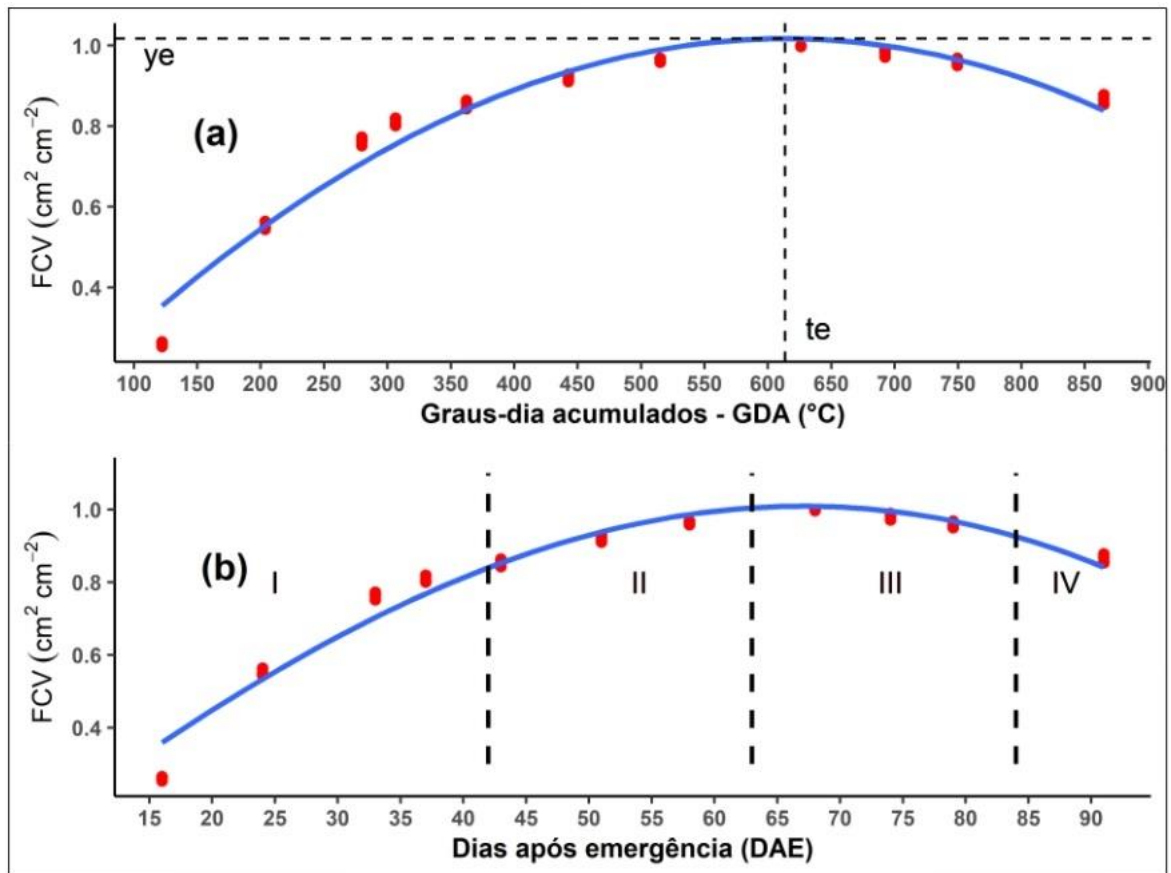 ye
1.0
(a)
0.8
0.6
0.4
te
FCV (cm² cm⁻²)
100 150 200 250 300 350 400 450 500 550 600 650 700 750 800 850 900
Graus-dia acumulados - GDA (°C)
1.0
(b)
I
II
III
IV
0.8
0.6
0.4
FCV (cm² cm⁻²)
15 20 25 30 35 40 45 50 55 60 65 70 75 80 85 90
Dias após emergência (DAE)